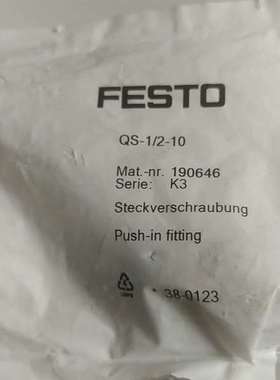 FESTO
QS-1/2-10
Mat.-nr. 190646
Serie: K3
Steckverschraubung
Push-in fitting
38-0123